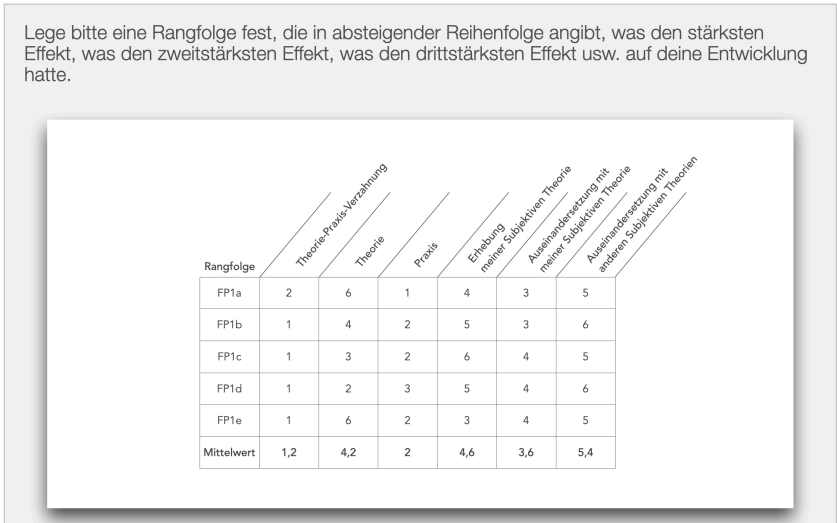 Lege bitte eine Rangfolge fest, die in absteigender Reihenfolge angibt, was den stärksten
Effekt, was den zweitstärksten Effekt, was den drittstärksten Effekt usw. auf deine Entwicklung
hatte.
Rangfolge
Theorie-Praxis-Verzahnung
Theorie
Praxis
Erhebung
meiner Subjektiven Theorie
Auseinandersetzung mit
meiner Subjektiven Theorie
Auseinandersetzung mit
anderen Subjektiven Theorien
FP1a 2 6 1 4 3 5
FP1b 1 4 2 5 3 6
FP1c 1 3 2 6 4 5
FP1d 1 2 3 5 4 6
FP1e 1 6 2 3 4 5
Mittelwert 1,2 4,2 2 4,6 3,6 5,4